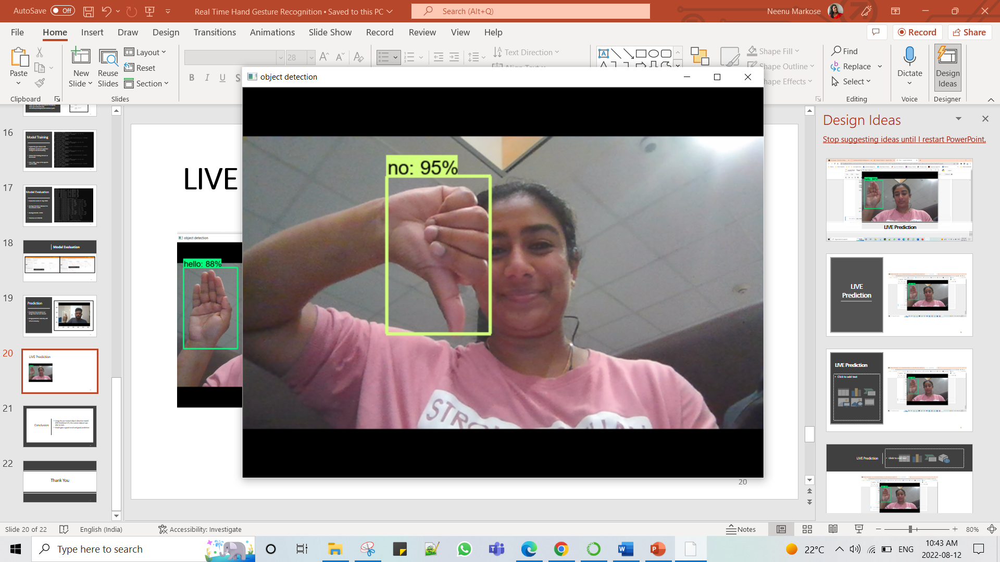 AutoSave Off
Real Time Hand Gesture Recognition • Saved to this PC
Search (Alt+Q)
Neenu Markose
File Home Insert Draw Design Transitions Animations Slide Show Record Review View Help
Record
Share
Paste
Clipboard
New
Slide
Reuse
Slides
Layout
Reset
Section
Slides
28
B I U S
Text Direction
Shape Fill
Shape Outline
Find
Replace
Select
Editing
Dictate
Voice
Design
Ideas
Designer
object detection
no: 95%
LIVE
object detection
hello: 88%
20
16
Model Training
17
Model Evaluation
18
Model Evaluation
19
Prediction
20
LIVE Prediction
21
Conclusion
22
Thank You
Design Ideas
Stop suggesting ideas until I restart PowerPoint.
hello: 88%
LIVE Prediction
LIVE
Prediction
LIVE Prediction
Click to add text
LIVE Prediction
Slide 20 of 22
English (India)
Accessibility: Investigate
Notes
80%
Type here to search
22°C
ENG
10:43 AM
2022-08-12